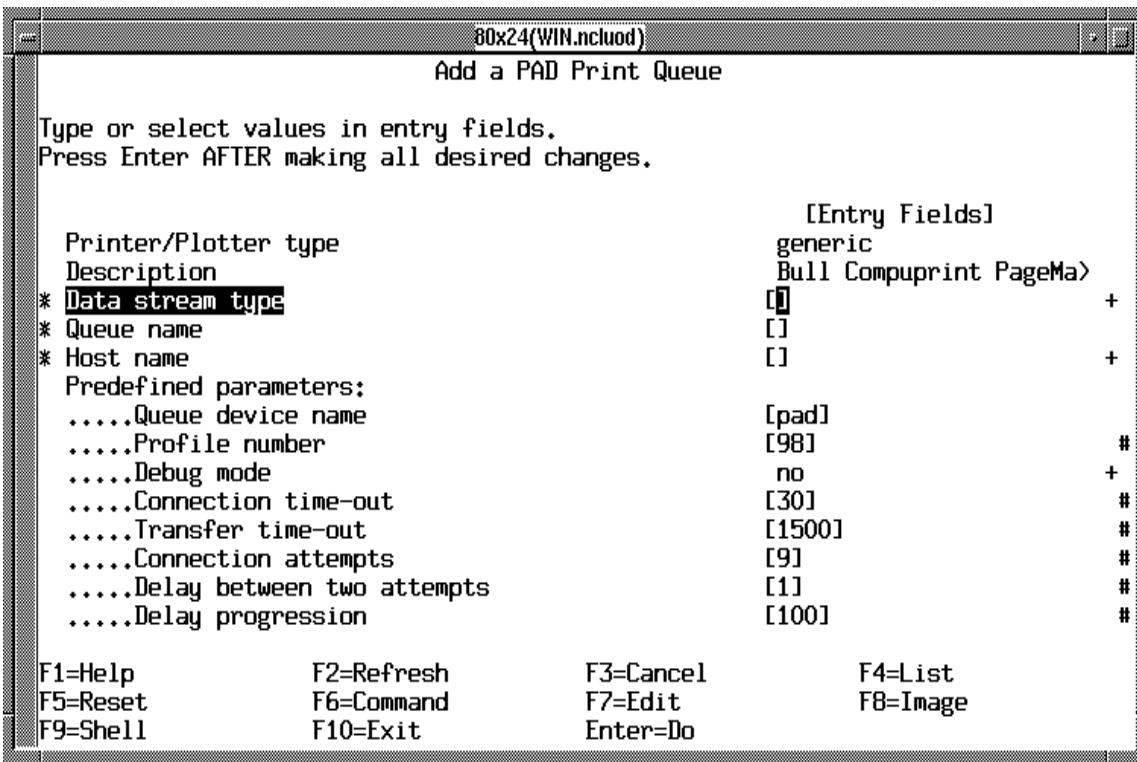 80x24(WIN.ncluod)
Add a PAD Print Queue
Type or select values in entry fields.
Press Enter AFTER making all desired changes.
[Entry Fields]
Printer/Plotter type generic
Description Bull Compuprint PageMa>
* Data stream type [] +
* Queue name []
* Host name [] +
Predefined parameters:
.....Queue device name [pad]
.....Profile number [98] #
.....Debug mode no +
.....Connection time-out [30] #
.....Transfer time-out [1500] #
.....Connection attempts [9] #
.....Delay between two attempts [1] #
.....Delay progression [100] #
F1=Help F2=Refresh F3=Cancel F4=List
F5=Reset F6=Command F7=Edit F8=Image
F9=Shell F10=Exit Enter=Do